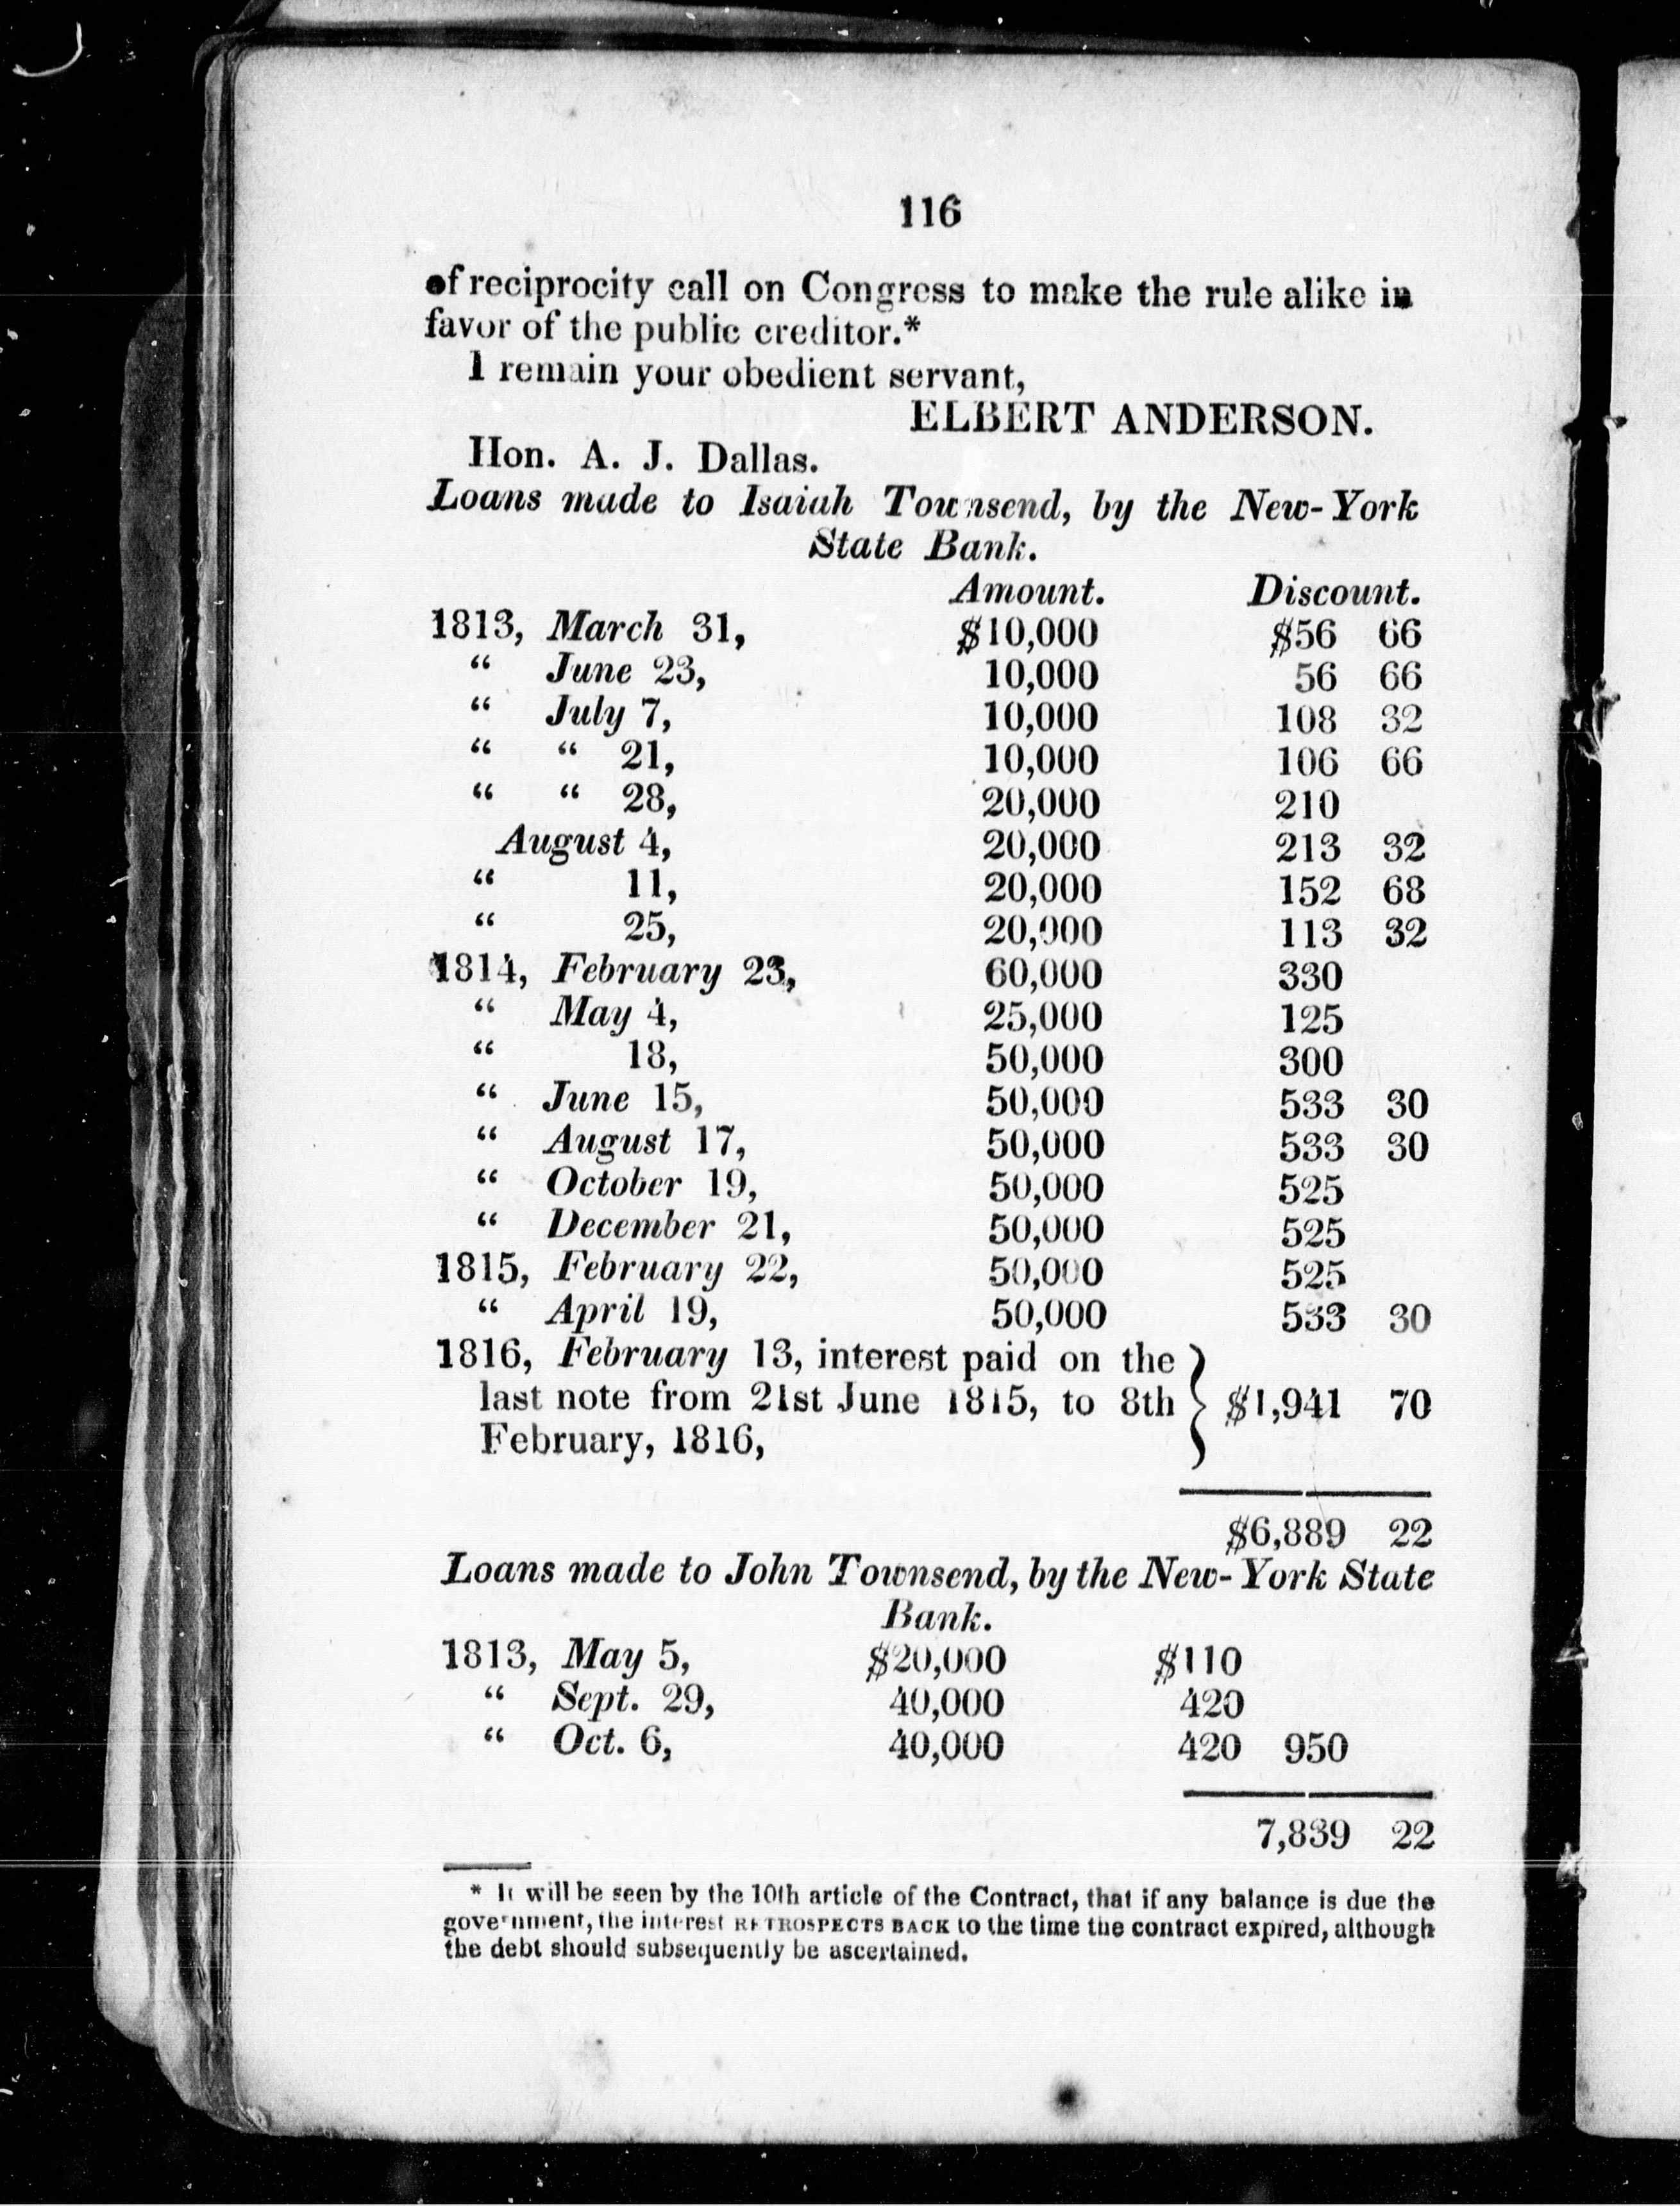 116
of reciprocity call on Congress to make the rule alike in
favor of the public creditor.*
I remain your obedient servant,
ELBERT ANDERSON.
Hon. A. J. Dallas.
Loans made to Isaiah Townsend, by the New-York
State Bank.
Amount. Discount.
1813, March 31, $10,000 $56 66
“ June 23, 10,000 56 66
“ July 7, 10,000 108 32
“ “ 21, 10,000 106 66
“ “ 28, 20,000 210
August 4, 20,000 213 32
“ 11, 20,000 152 68
“ 25, 20,000 113 32
1814, February 23, 60,000 330
“ May 4, 25,000 125
“ 18, 50,000 300
“ June 15, 50,000 533 30
“ August 17, 50,000 533 30
“ October 19, 50,000 525
“ December 21, 50,000 525
1815, February 22, 50,000 525
“ April 19, 50,000 533 30
1816, February 13, interest paid on the
last note from 21st June 1815, to 8th $1,941 70
February, 1816,
$6,889 22
Loans made to John Townsend, by the New-York State
Bank.
1813, May 5, $20,000 $110
“ Sept. 29, 40,000 420
“ Oct. 6, 40,000 420 950
7,839 22
* It will be seen by the 10th article of the Contract, that if any balance is due the
government, the interest RETROSPECTS BACK to the time the contract expired, although
the debt should subsequently be ascertained.